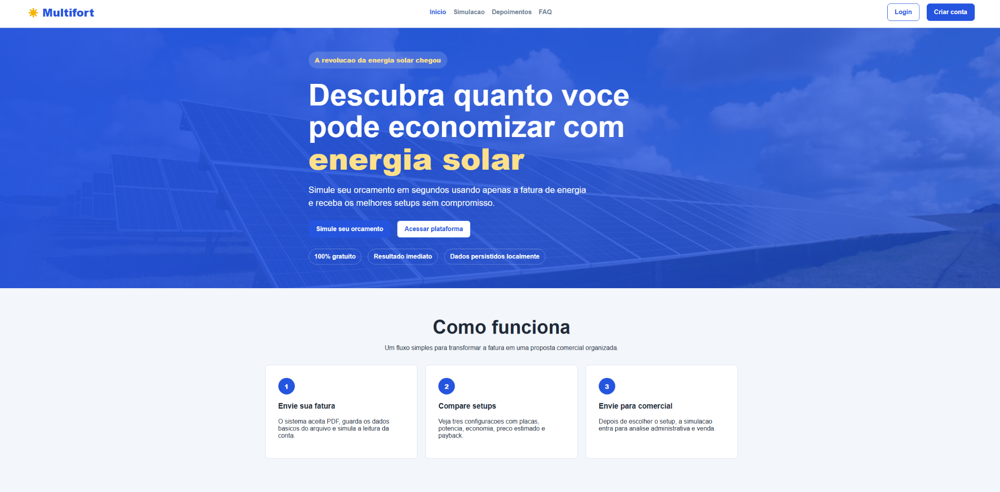 Multifort
Inicio
Simulacao
Depoimentos
FAQ
Login
Criar conta
A revolucao da energia solar chegou
Descubra quanto voce
pode economizar com
energia solar
Simule seu orcamento em segundos usando apenas a fatura de energia
e receba os melhores setups sem compromisso.
Simule seu orcamento
Acessar plataforma
100% gratuito
Resultado imediato
Dados persistidos localmente
Como funciona
Um fluxo simples para transformar a fatura em uma proposta comercial organizada.
1
Envie sua fatura
O sistema aceita PDF, guarda os dados
basicos do arquivo e simula a leitura da
conta.
2
Compare setups
Veja tres configuracoes com placas,
potencia, economia, preco estimado e
payback.
3
Envie para comercial
Depois de escolher o setup, a simulacao
entra para analise administrativa e venda.